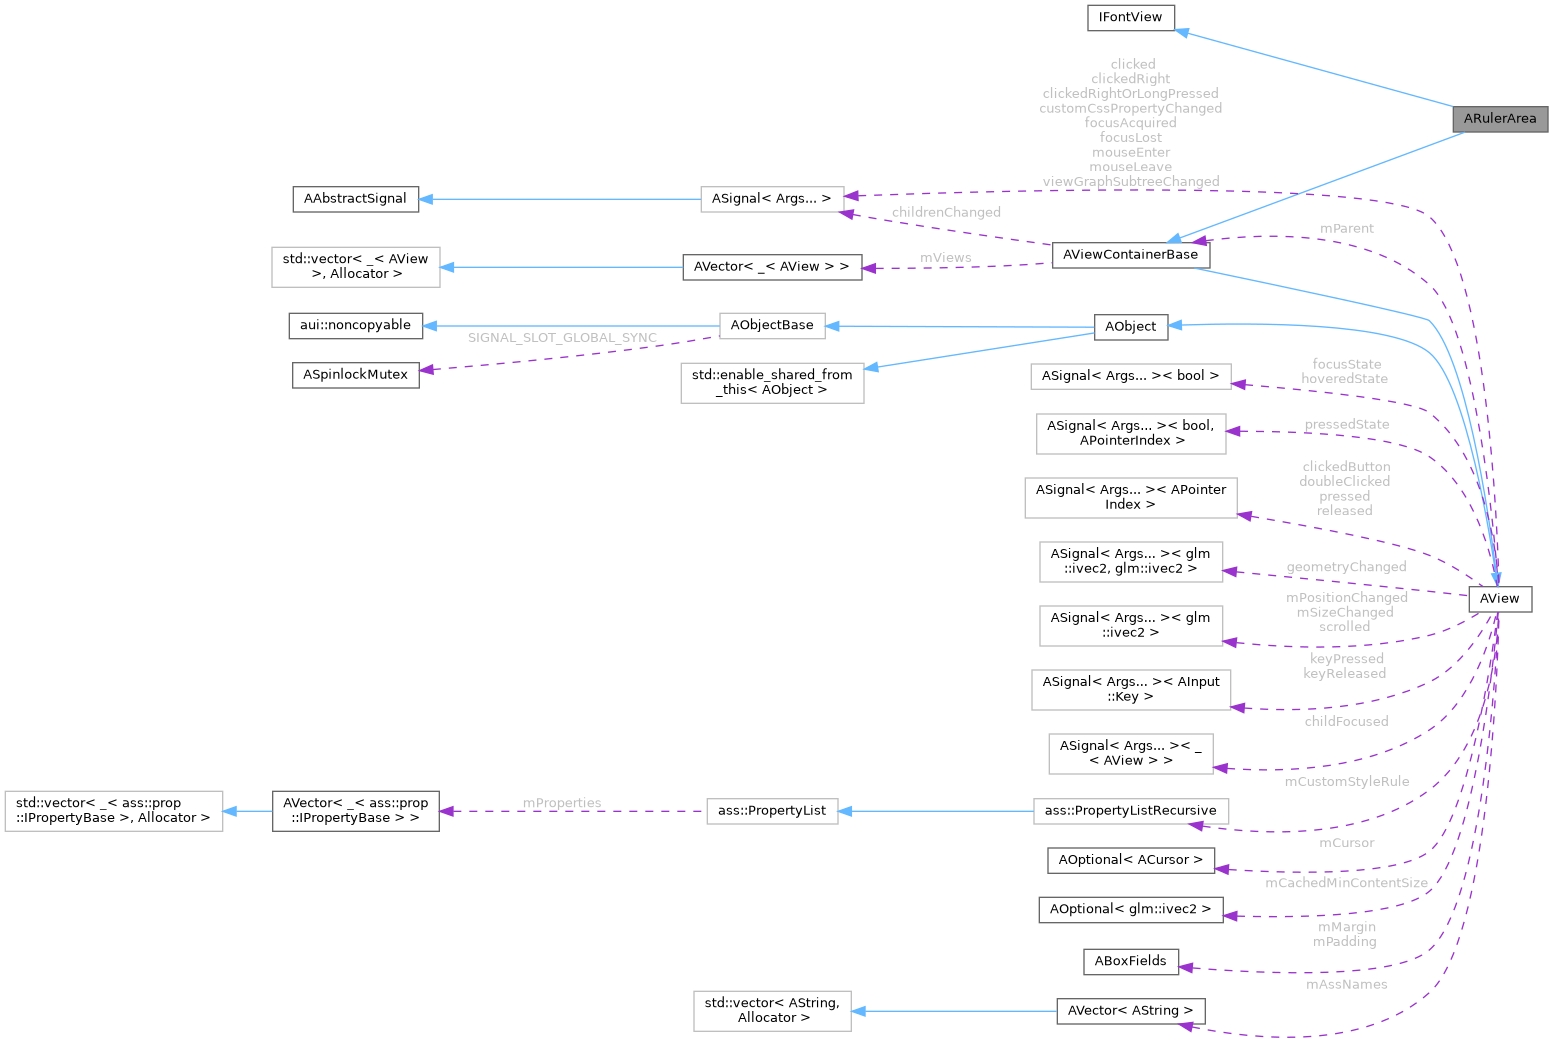 IFontView
clicked
clickedRight
clickedRightOrLongPressed
customCssPropertyChanged
focusAcquired
focusLost
mouseEnter
mouseLeave
viewGraphSubtreeChanged
ARulerArea
AAbstractSignal
ASignal< Args... >
childrenChanged
mParent
AViewContainerBase
std::vector< _< AView
>, Allocator >
AVector< _< AView > >
mViews
aui::noncopyable
AObjectBase
AObject
SIGNAL_SLOT_GLOBAL_SYNC
ASpinlockMutex
std::enable_shared_from
_this< AObject >
ASignal< Args... >< bool >
focusState
hoveredState
ASignal< Args... >< bool,
APointerIndex >
pressedState
ASignal< Args... >< APointer
Index >
clickedButton
doubleClicked
pressed
released
ASignal< Args... >< glm
::ivec2, glm::ivec2 >
geometryChanged
AView
ASignal< Args... >< glm
::ivec2 >
mPositionChanged
mSizeChanged
scrolled
ASignal< Args... >< AInput
::Key >
keyPressed
keyReleased
ASignal< Args... >< _
< AView > >
childFocused
mCustomStyleRule
std::vector< _< ass::prop
::IPropertyBase >, Allocator >
AVector< _< ass::prop
::IPropertyBase > >
mProperties
ass::PropertyList
ass::PropertyListRecursive
AOptional< ACursor >
mCursor
AOptional< glm::ivec2 >
mCachedMinContentSize
ABoxFields
mMargin
mPadding
std::vector< AString,
Allocator >
AVector< AString >
mAssNames